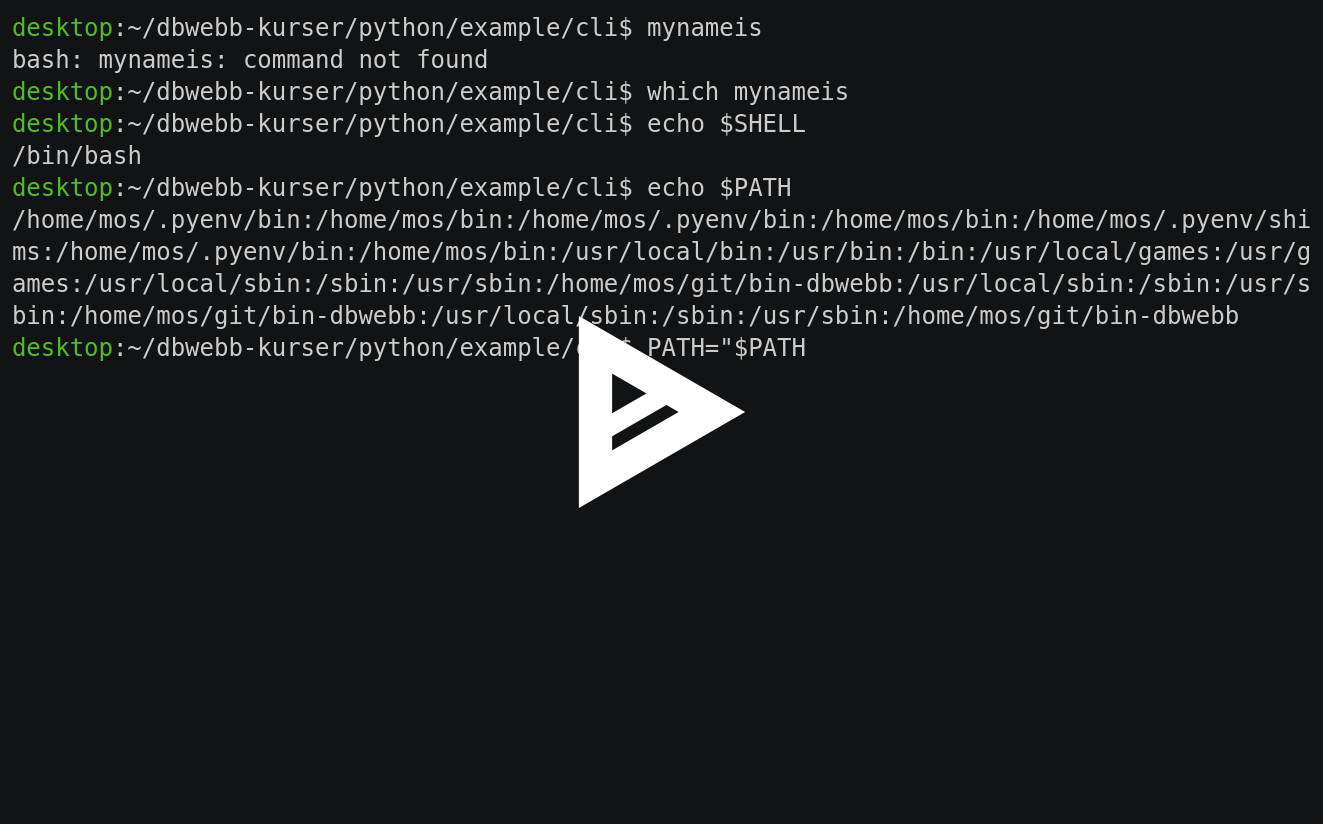 desktop:~/dbwebb-kurser/python/example/cli$ mynameis
bash: mynameis: command not found
desktop:~/dbwebb-kurser/python/example/cli$ which mynameis
desktop:~/dbwebb-kurser/python/example/cli$ echo $SHELL
/bin/bash
desktop:~/dbwebb-kurser/python/example/cli$ echo $PATH
/home/mos/.pyenv/bin:/home/mos/bin:/home/mos/.pyenv/bin:/home/mos/bin:/home/mos/.pyenv/shi
ms:/home/mos/.pyenv/bin:/home/mos/bin:/usr/local/bin:/usr/bin:/bin:/usr/local/games:/usr/g
ames:/usr/local/sbin:/sbin:/usr/sbin:/home/mos/git/bin-dbwebb:/usr/local/sbin:/sbin:/usr/s
bin:/home/mos/git/bin-dbwebb:/usr/local/sbin:/sbin:/usr/sbin:/home/mos/git/bin-dbwebb
desktop:~/dbwebb-kurser/python/example/cli$ PATH="$PATH